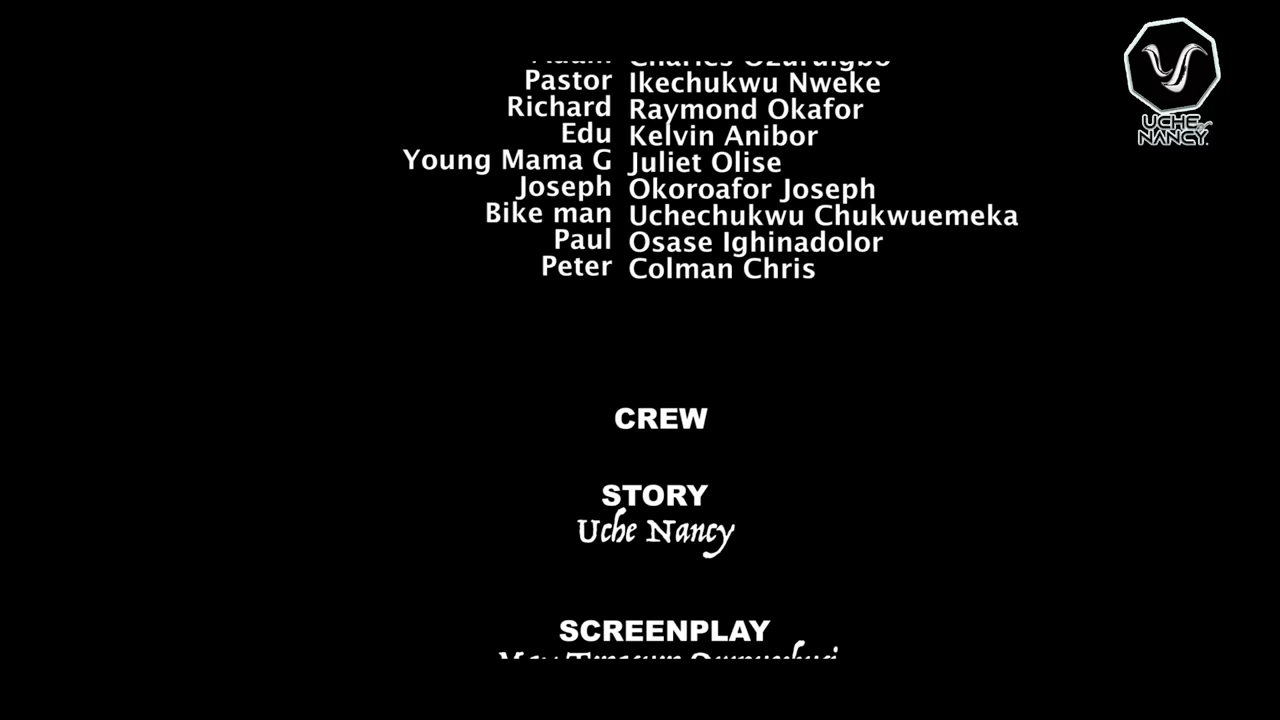 Pastor Ikechukwu Nweke
Richard Raymond Okafor
Edu Kelvin Anibor
Young Mama G Juliet Olise
Joseph Okoroafor Joseph
Bike man Uchechukwu Chukwuemeka
Paul Osase Ighinadolor
Peter Colman Chris
CREW
STORY
Uche Nancy
SCREENPLAY
UCHE
NANCY.